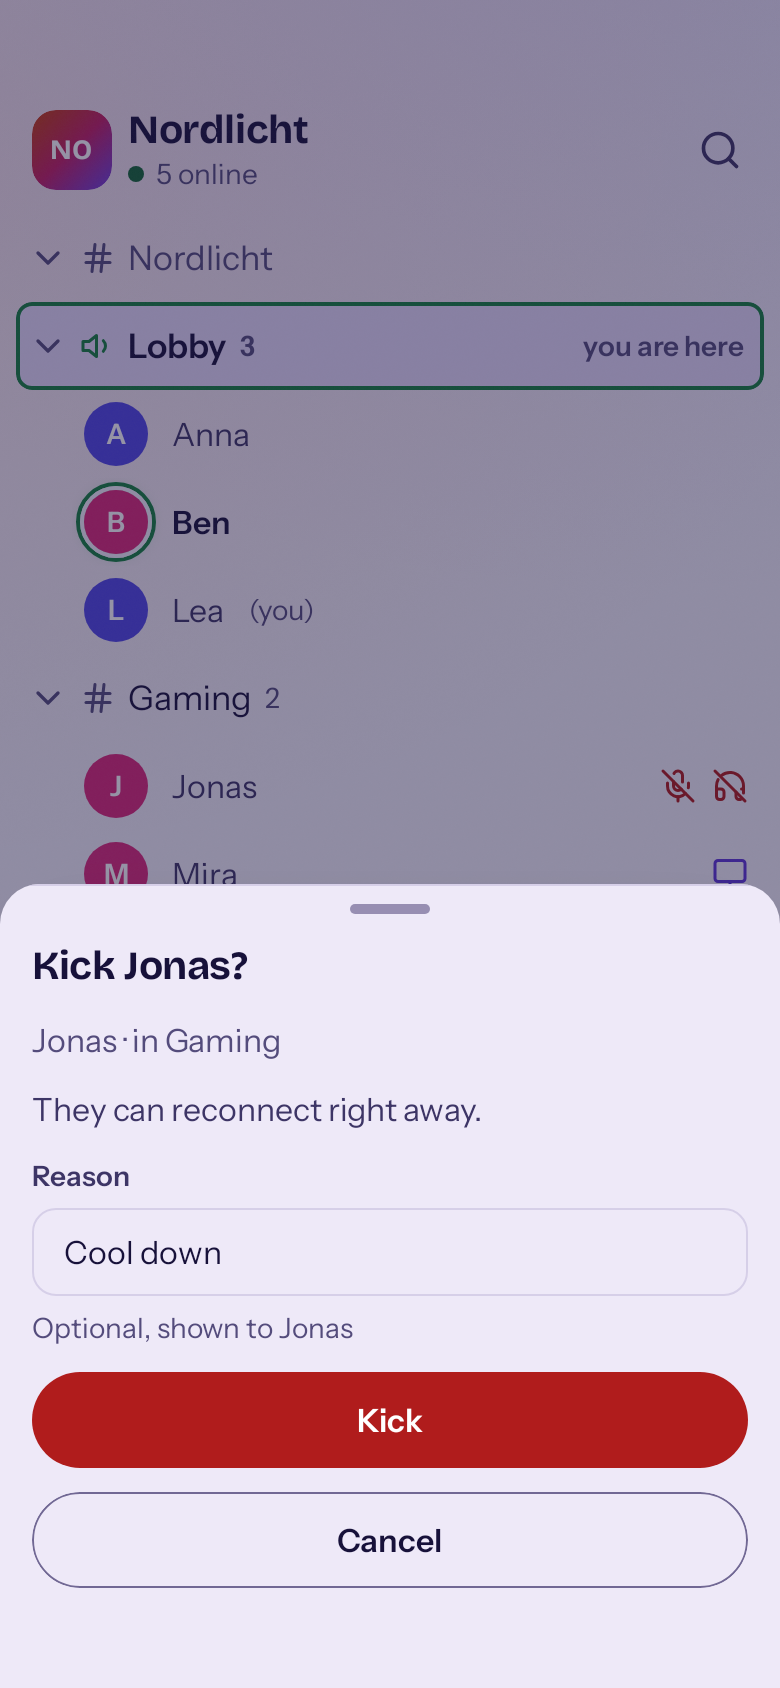 NO
Nordlicht
5 online
# Nordlicht
Lobby 3 you are here
A Anna
B Ben
L Lea (you)
# Gaming 2
J Jonas
M Mira
Kick Jonas?
Jonas · in Gaming
They can reconnect right away.
Reason
Cool down
Optional, shown to Jonas
Kick
Cancel